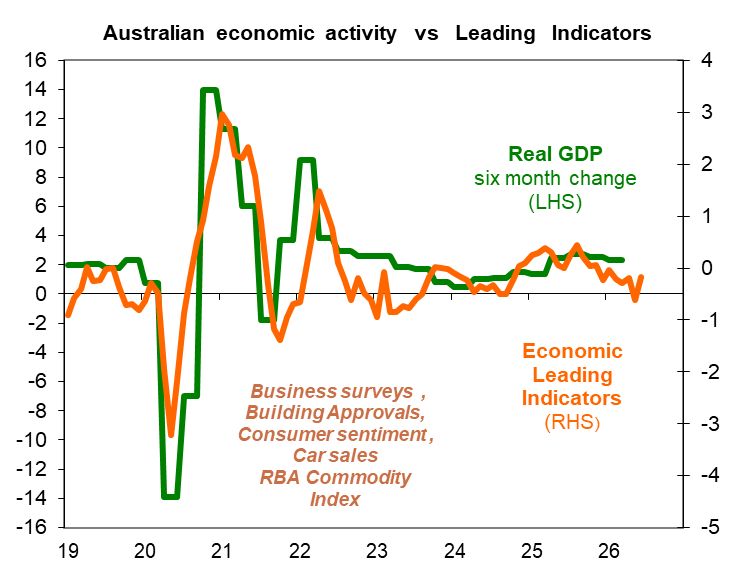 Australian economic activity vs Leading Indicators
16
14
12
10
8
6
4
2
0
-2
-4
-6
-8
-10
-12
-14
-16
4
3
2
1
0
-1
-2
-3
-4
-5
Real GDP
six month change
(LHS)
Economic
Leading
Indicators
(RHS)
Business surveys ,
Building Approvals,
Consumer sentiment ,
Car sales
RBA Commodity
Index
19 20 21 22 23 24 25 26